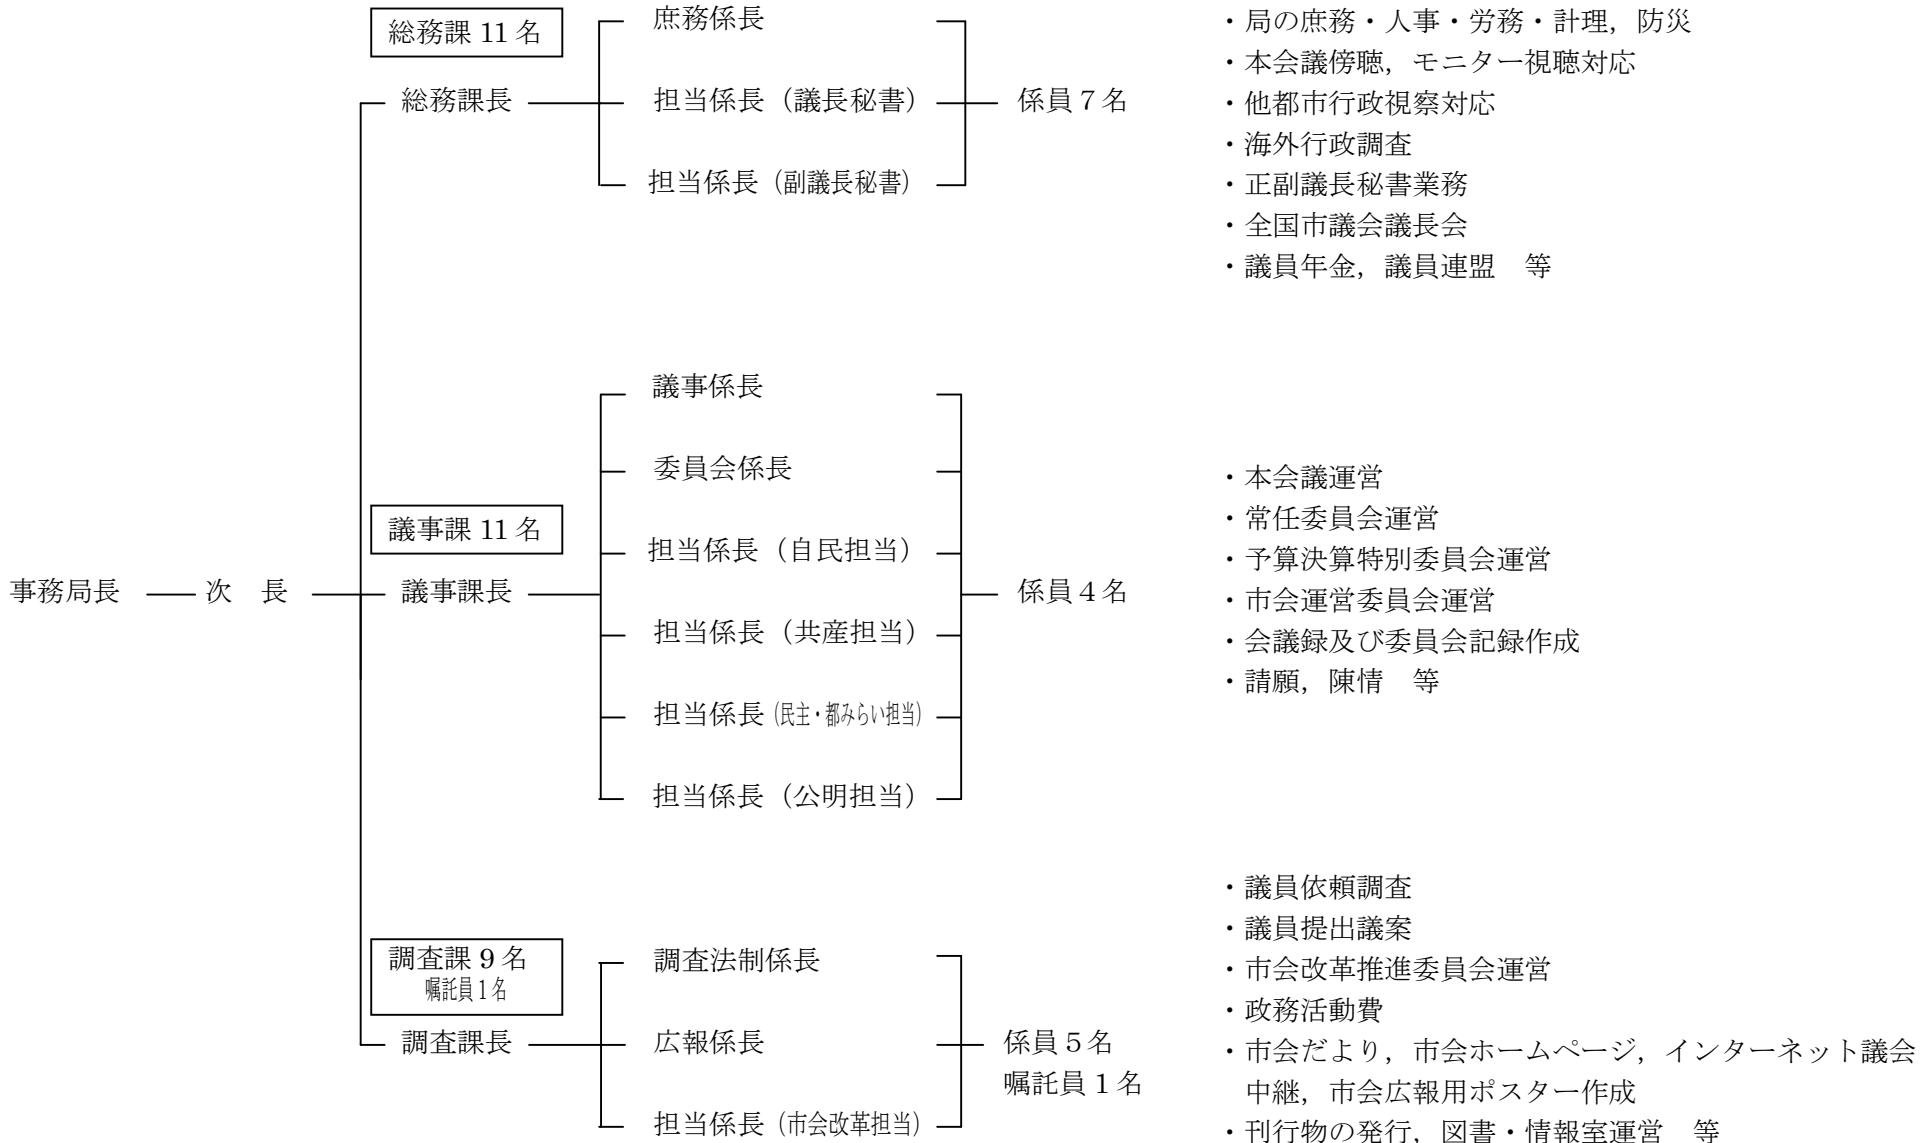 総務課 11 名
庶務係長
総務課長
担当係長（議長秘書）
係員７名
担当係長（副議長秘書）
・局の庶務・人事・労務・計理，防災
・本会議傍聴，モニター視聴対応
・他都市行政視察対応
・海外行政調査
・正副議長秘書業務
・全国市議会議長会
・議員年金，議員連盟　等
事務局長
次　長
議事課 11 名
議事課長
議事係長
委員会係長
担当係長（自民担当）
担当係長（共産担当）
担当係長（民主・都みらい担当）
担当係長（公明担当）
係員４名
・本会議運営
・常任委員会運営
・予算決算特別委員会運営
・市会運営委員会運営
・会議録及び委員会記録作成
・請願，陳情　等
調査課 9 名
嘱託員１名
調査課長
調査法制係長
広報係長
担当係長（市会改革担当）
係員５名
嘱託員１名
・議員依頼調査
・議員提出議案
・市会改革推進委員会運営
・政務活動費
・市会だより，市会ホームページ，インターネット議会
中継，市会広報用ポスター作成
・刊行物の発行，図書・情報室運営　等